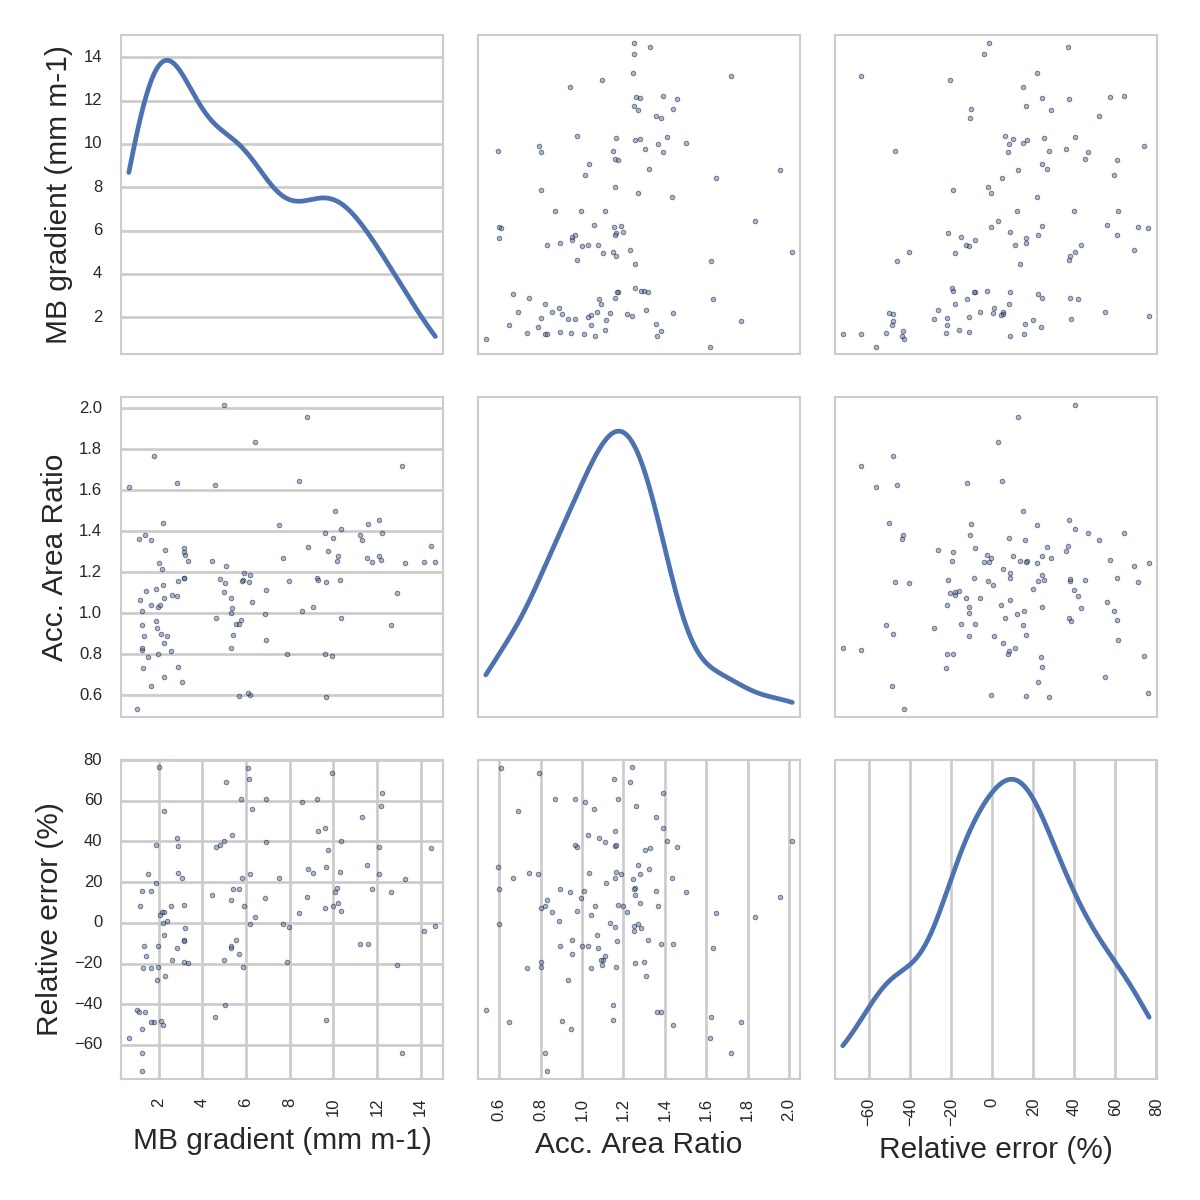 MB gradient (mm m-1)
14
12
10
8
6
4
2
Acc. Area Ratio
2.0
1.8
1.6
1.4
1.2
1.0
0.8
0.6
Relative error (%)
80
60
40
20
0
−20
−40
−60
2 4 6 8 10 12 14
0.6 0.8 1.0 1.2 1.4 1.6 1.8 2.0
−60 −40 −20 0 20 40 60 80
MB gradient (mm m-1)
Acc. Area Ratio
Relative error (%)